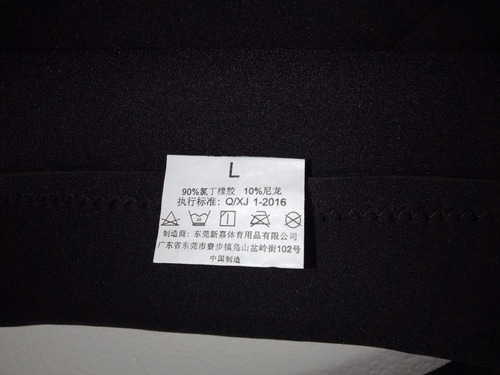 L
90%氯丁橡胶 10%尼龙
执行标准：Q/XJ 1-2016
制造商：东莞新嘉体育用品有限公司
广东省东莞市寮步镇凫山盆岭街102号
中国制造